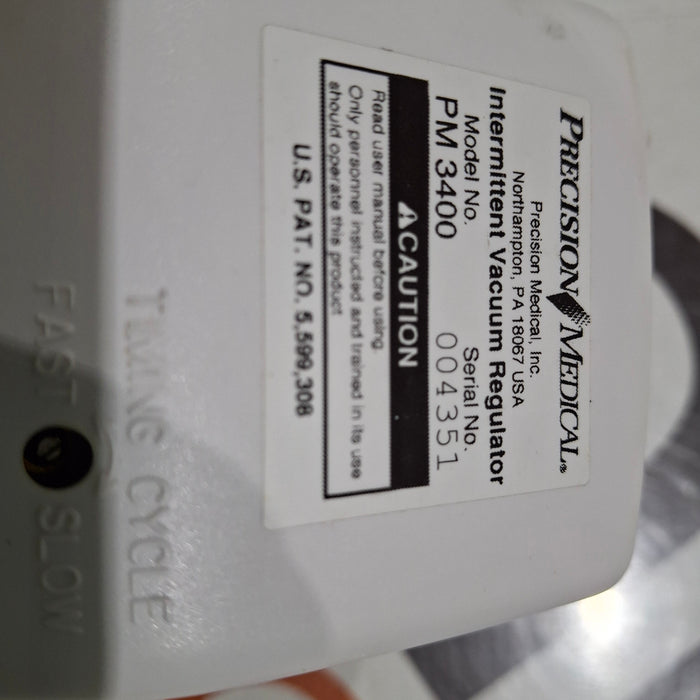 PRECISION MEDICAL®
Precision Medical, Inc.
Northampton, PA 18067 USA
Intermittent Vacuum Regulator
Model No. Serial No.
PM 3400 004351
⚠CAUTION
Read user manual before using.
Only personnel instructed and trained in its use
should operate this product
U.S. PAT. NO. 5,599,308
TIMING CYCLE
FAST SLOW